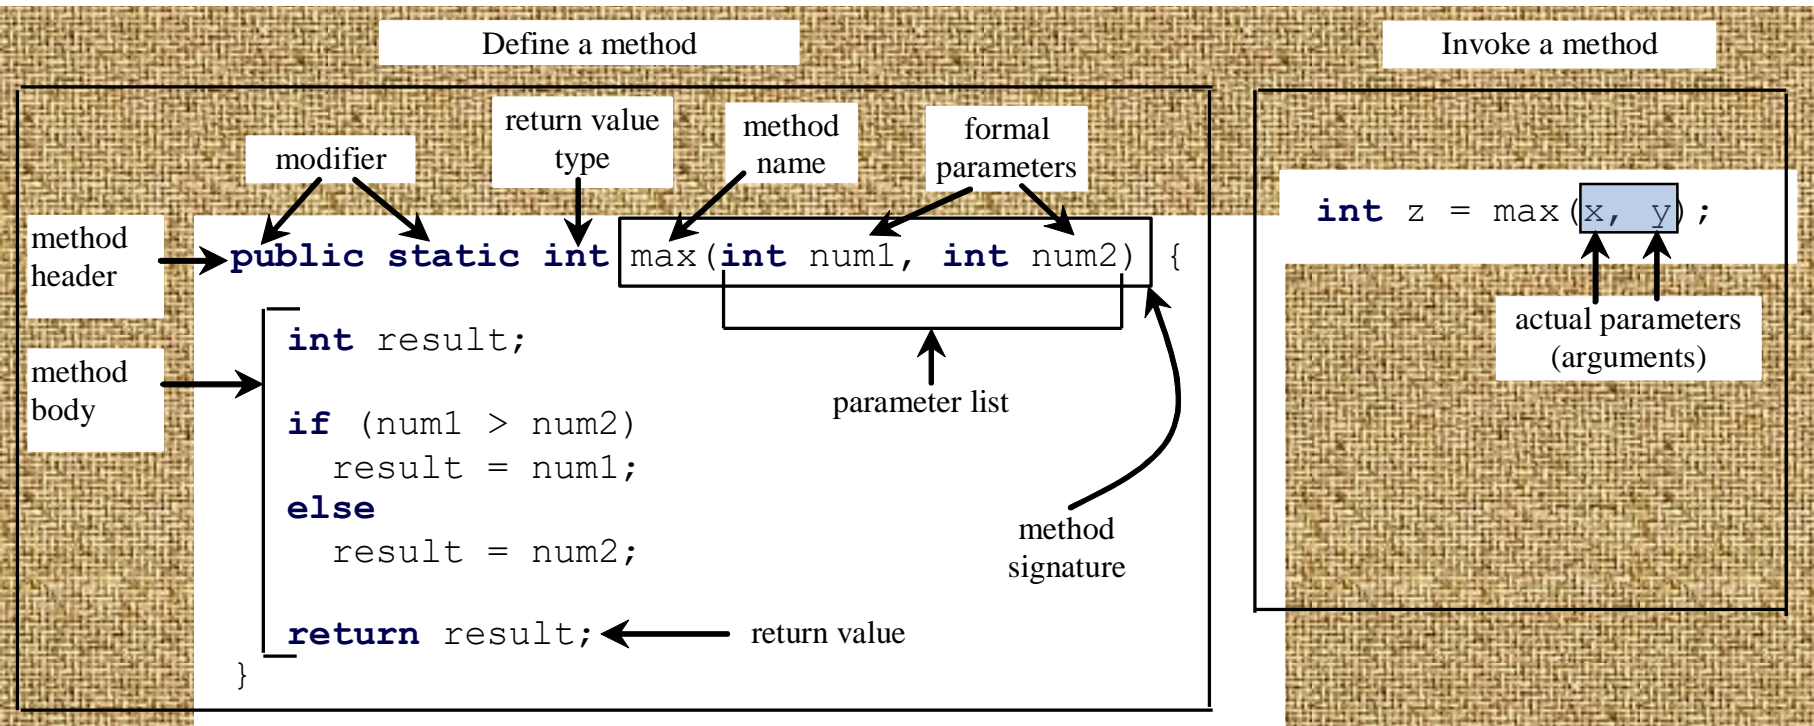 Define a method
Invoke a method
return value
type
method
name
formal
parameters
modifier
method
header
public static int max(int num1, int num2) {
int result;
method
body
parameter list
if (num1 > num2)
result = num1;
else
result = num2;
method
signature
return result;
return value
}
int z = max(x, y);
actual parameters
(arguments)